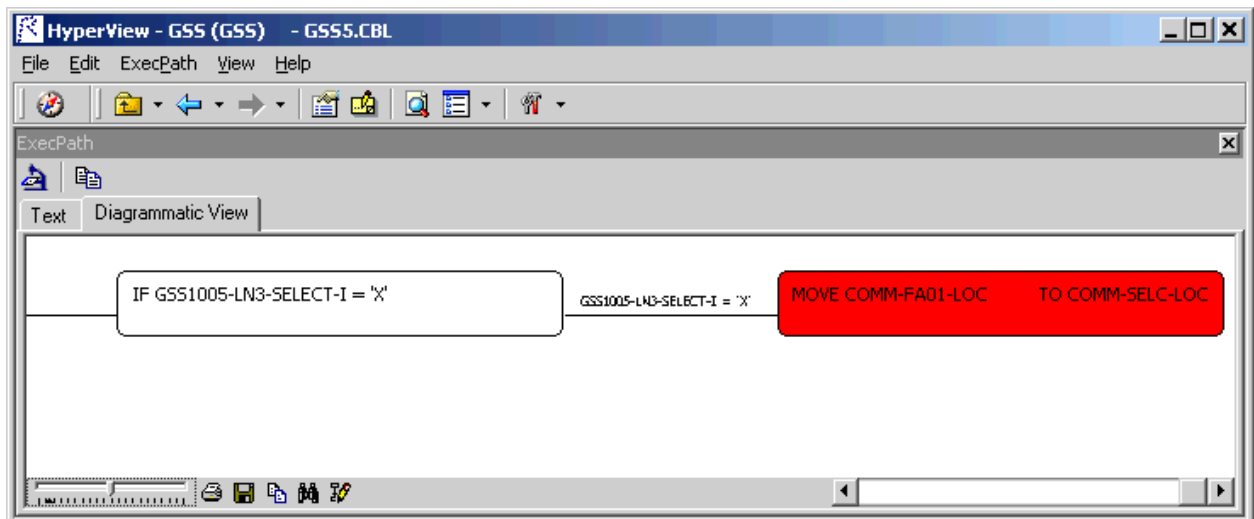 HyperView - GSS (GSS) - GSS5.CBL
File Edit ExecPath View Help
ExecPath
Text Diagrammatic View
IF GSS1005-LN3-SELECT-I = 'X'
GSS1005-LN3-SELECT-I = 'X'
MOVE COMM-FA01-LOC TO COMM-SELC-LOC